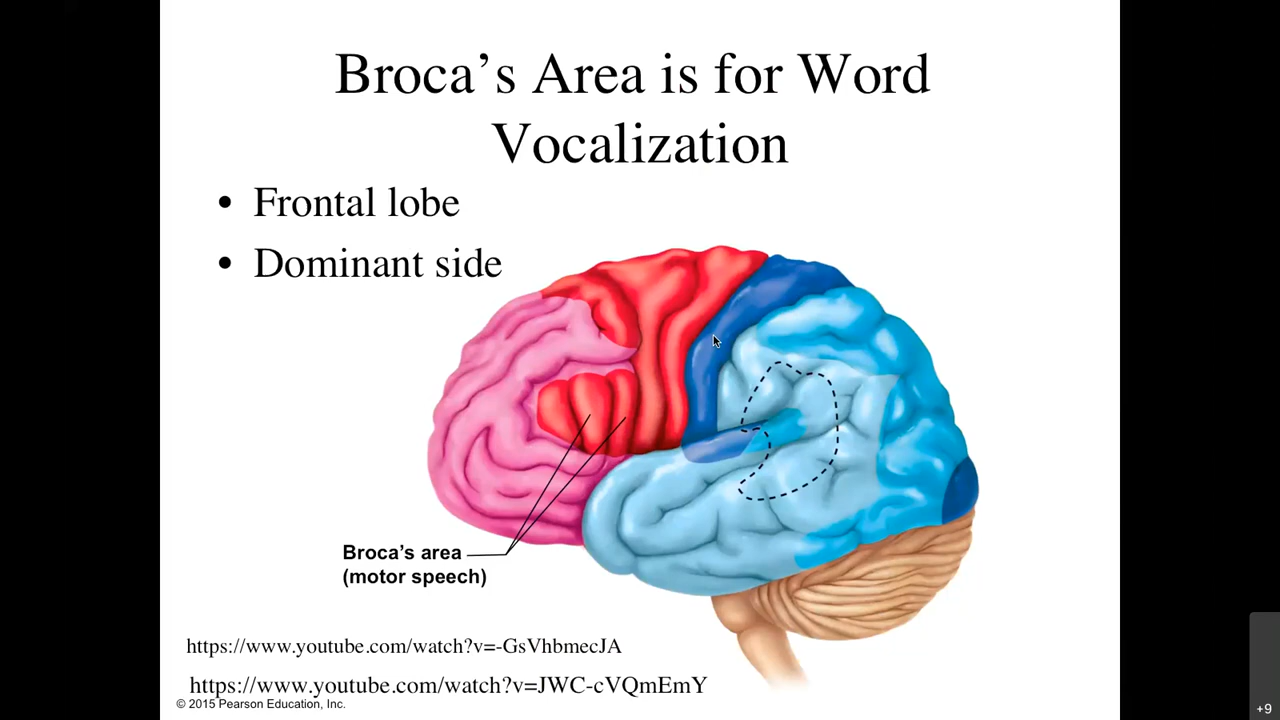 Broca’s Area is for Word
Vocalization
• Frontal lobe
• Dominant side
Broca’s area
(motor speech)
https://www.youtube.com/watch?v=-GsVhbmecJA
https://www.youtube.com/watch?v=JWC-cVQmEmY
© 2015 Pearson Education, Inc.
+9